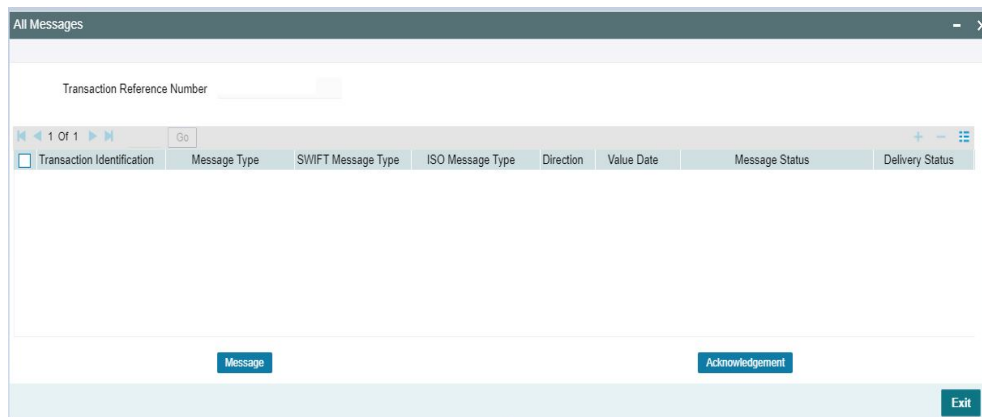 All Messages
Transaction Reference Number
1 Of 1 Go
Transaction Identification Message Type SWIFT Message Type ISO Message Type Direction Value Date Message Status Delivery Status
Message Acknowledgement
Exit